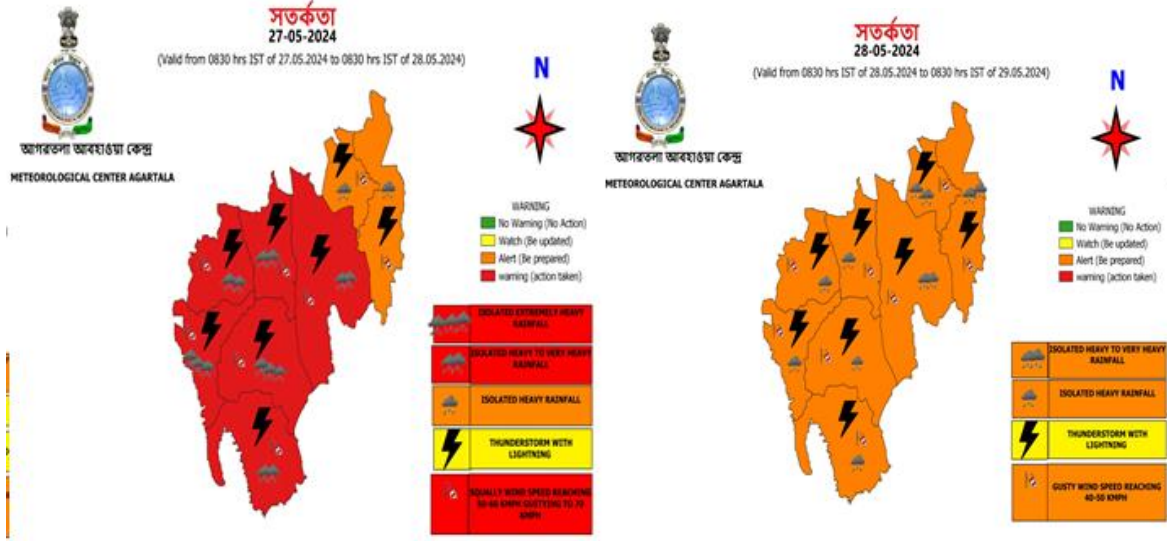 সতর্কতা
27-05-2024
(Valid from 0830 hrs IST of 27.05.2024 to 0830 hrs IST of 28.05.2024)
N
আগরতলা আবহাওয়া কেন্দ্র
METEOROLOGICAL CENTER AGARTALA
WARNING
No Warning (No Action)
Watch (Be updated)
Alert (Be prepared)
warning (action taken)
ISOLATED EXTREMELY HEAVY
RAINFALL
ISOLATED HEAVY TO VERY HEAVY
RAINFALL
ISOLATED HEAVY RAINFALL
THUNDERSTORM WITH
LIGHTNING
SQUALLY WIND SPEED REACHING
50-60 KMPH GUSTYING TO 70
KMPH
সতর্কতা
28-05-2024
(Valid from 0830 hrs IST of 28.05.2024 to 0830 hrs IST of 29.05.2024)
N
আগরতলা আবহাওয়া কেন্দ্র
METEOROLOGICAL CENTER AGARTALA
WARNING
No Warning (No Action)
Watch (Be updated)
Alert (Be prepared)
warning (action taken)
ISOLATED HEAVY TO VERY HEAVY
RAINFALL
ISOLATED HEAVY RAINFALL
THUNDERSTORM WITH
LIGHTNING
GUSTY WIND SPEED REACHING
40-50 KMPH